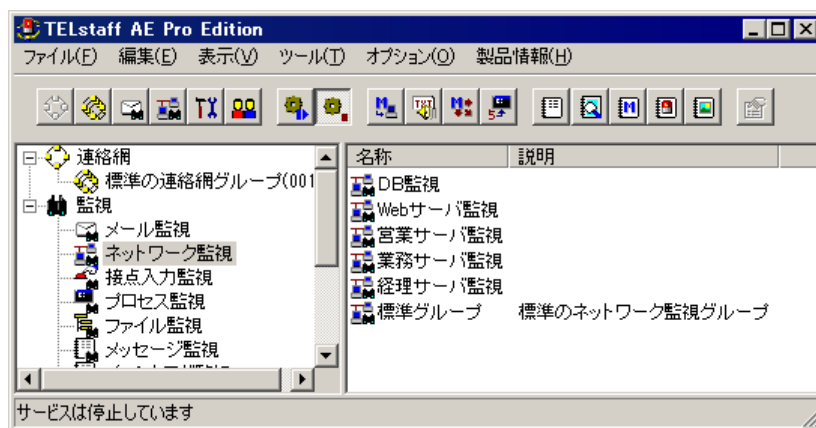 TELstaff AE Pro Edition
ファイル(F) 編集(E) 表示(V) ツール(T) オプション(O) 製品情報(H)
連絡網
標準の連絡網グループ(001
監視
メール監視
ネットワーク監視
接点入力監視
プロセス監視
ファイル監視
メッセージ監視
名称 説明
DB監視
Webサーバ監視
営業サーバ監視
業務サーバ監視
経理サーバ監視
標準グループ 標準のネットワーク監視グループ
サービスは停止しています